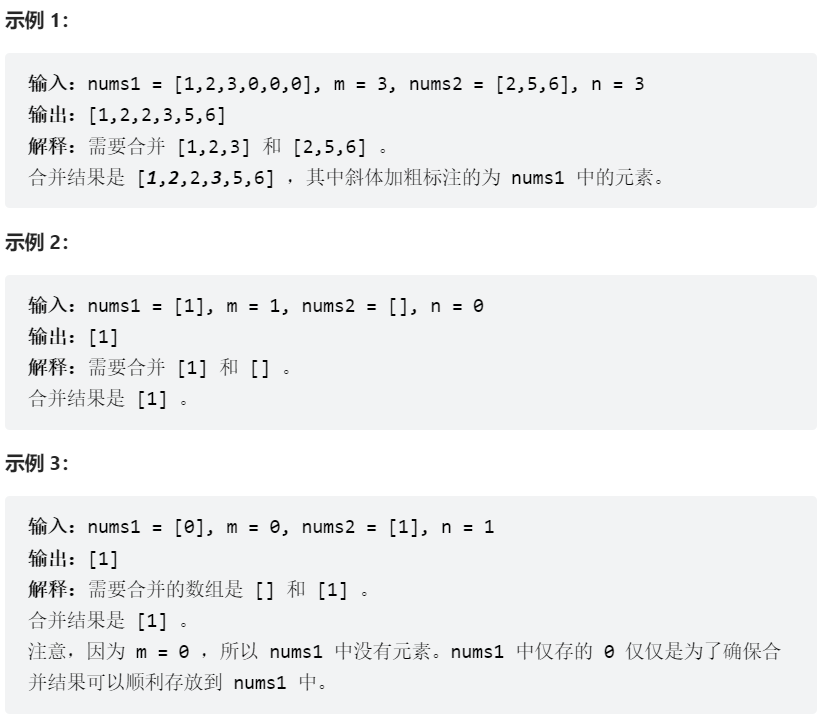 示例 1：
输入：nums1 = [1,2,3,0,0,0], m = 3, nums2 = [2,5,6], n = 3
输出：[1,2,2,3,5,6]
解释：需要合并 [1,2,3] 和 [2,5,6] 。
合并结果是 [1,2,2,3,5,6] ，其中斜体加粗标注的为 nums1 中的元素。
示例 2：
输入：nums1 = [1], m = 1, nums2 = [], n = 0
输出：[1]
解释：需要合并 [1] 和 [] 。
合并结果是 [1] 。
示例 3：
输入：nums1 = [0], m = 0, nums2 = [1], n = 1
输出：[1]
解释：需要合并的数组是 [] 和 [1] 。
合并结果是 [1] 。
注意，因为 m = 0 ，所以 nums1 中没有元素。nums1 中仅存的 0 仅仅是为了确保合
并结果可以顺利存放到 nums1 中。